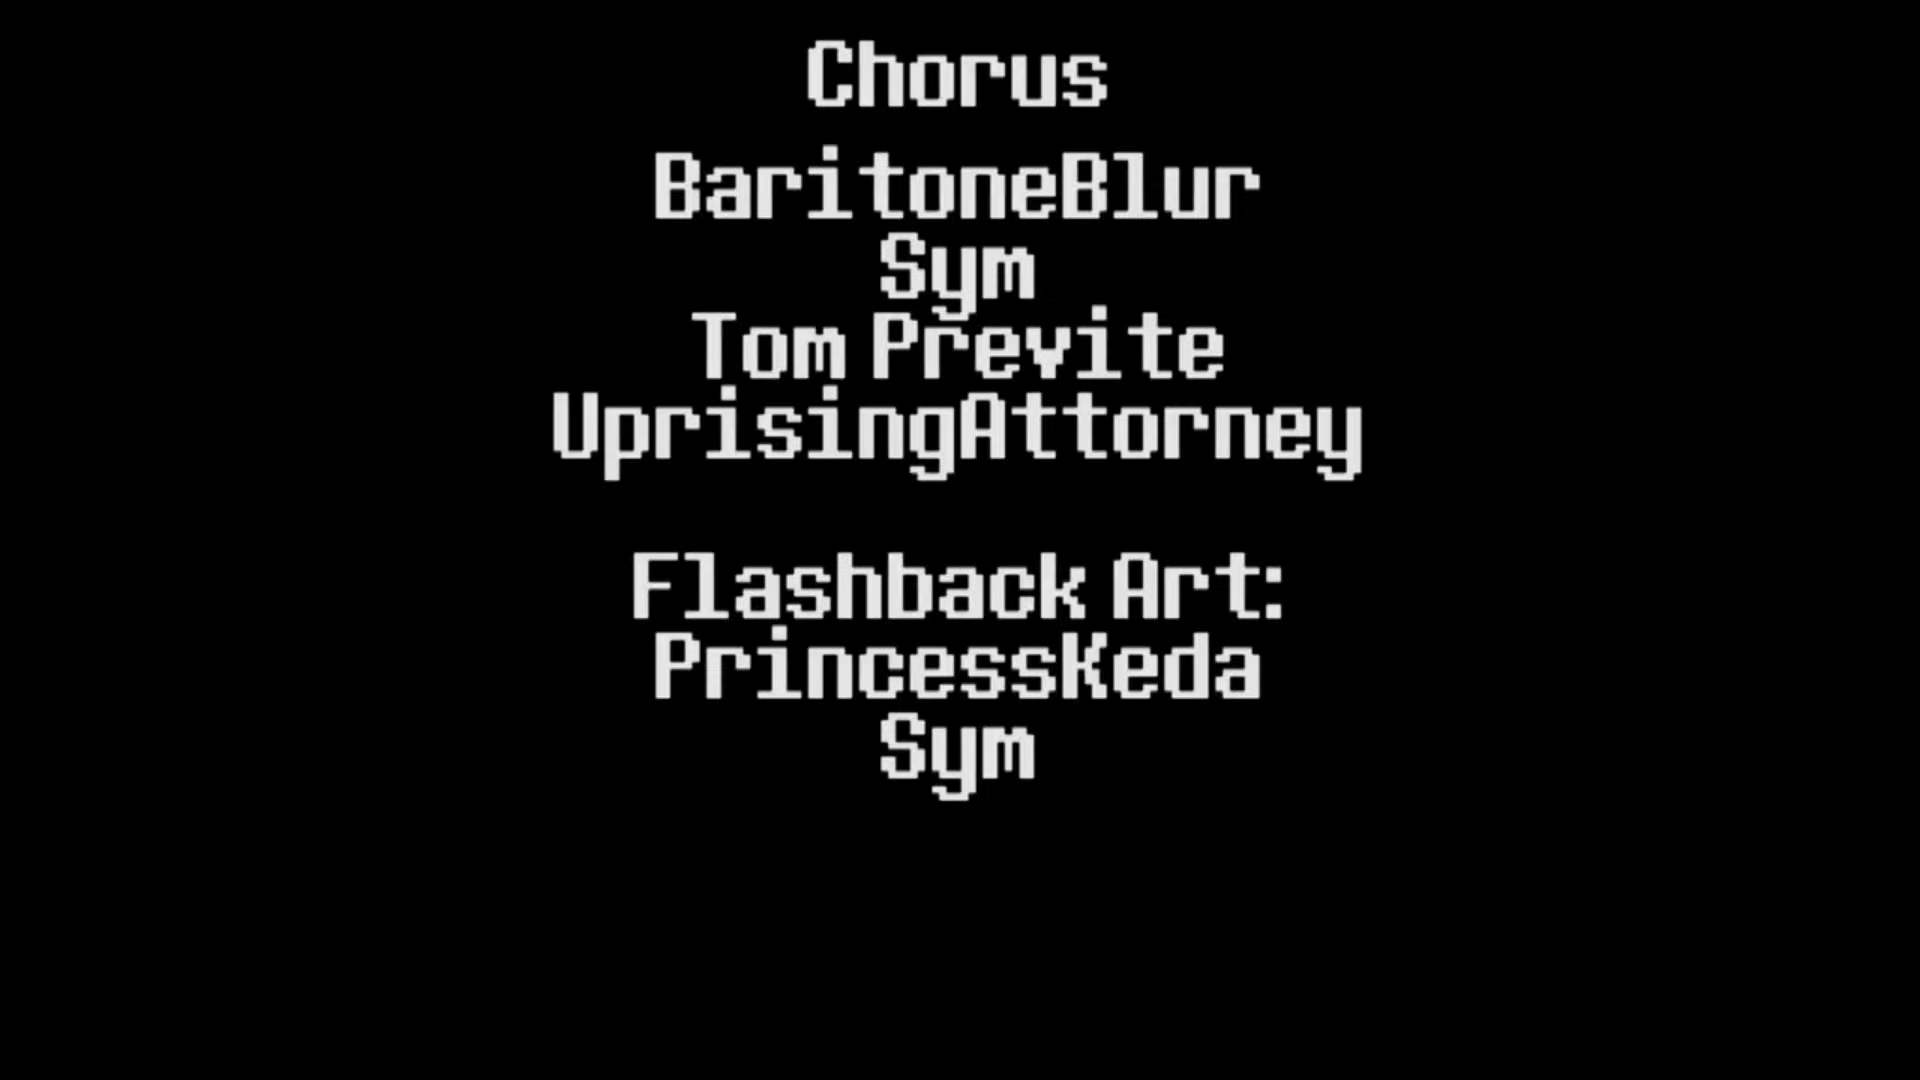 Chorus
BaritoneBlur
Sym
Tom Previte
UprisingAttorney
Flashback Art:
PrincessKeda
Sym